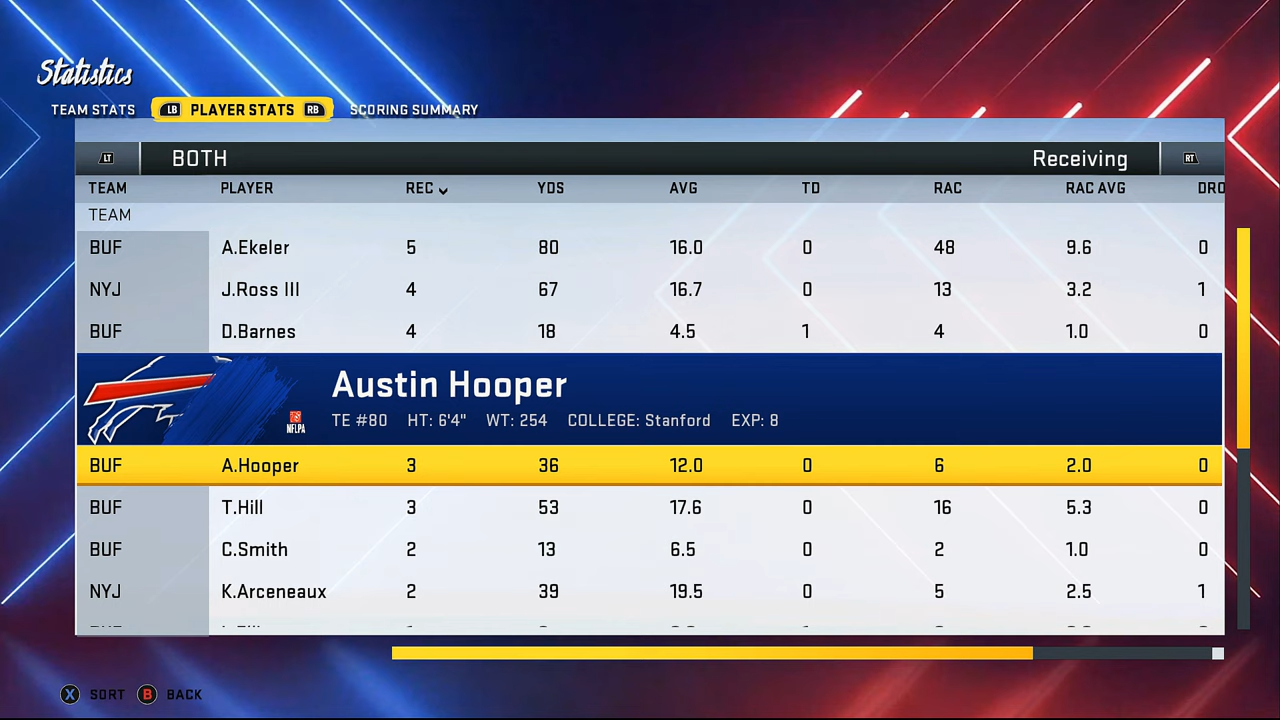 Statistics
TEAM STATS LB PLAYER STATS RB SCORING SUMMARY
LT BOTH Receiving RT
TEAM PLAYER REC YDS AVG TD RAC RAC AVG DRO
TEAM
BUF A.Ekeler 5 80 16.0 0 48 9.6 0
NYJ J.Ross III 4 67 16.7 0 13 3.2 1
BUF D.Barnes 4 18 4.5 1 4 1.0 0
Austin Hooper
NFLPA TE #80 HT: 6'4" WT: 254 COLLEGE: Stanford EXP: 8
BUF A.Hooper 3 36 12.0 0 6 2.0 0
BUF T.Hill 3 53 17.6 0 16 5.3 0
BUF C.Smith 2 13 6.5 0 2 1.0 0
NYJ K.Arceneaux 2 39 19.5 0 5 2.5 1
X SORT B BACK